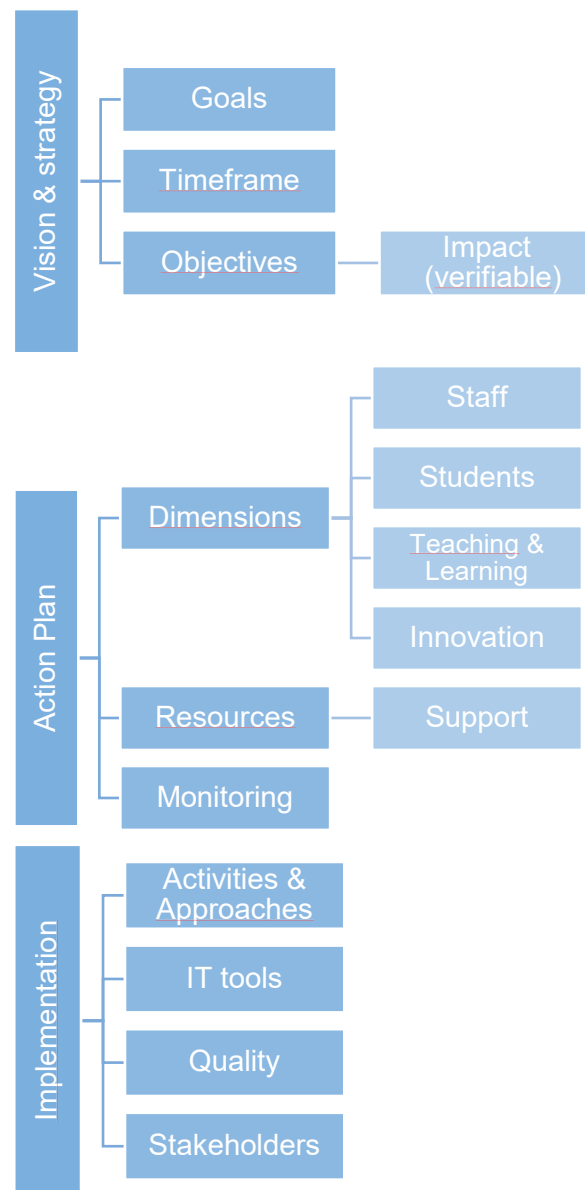 Vision & strategy
Goals
Timeframe
Objectives
Impact
(verifiable)
Action Plan
Dimensions
Staff
Students
Teaching &
Learning
Innovation
Resources
Support
Monitoring
Implementation
Activities &
Approaches
IT tools
Quality
Stakeholders